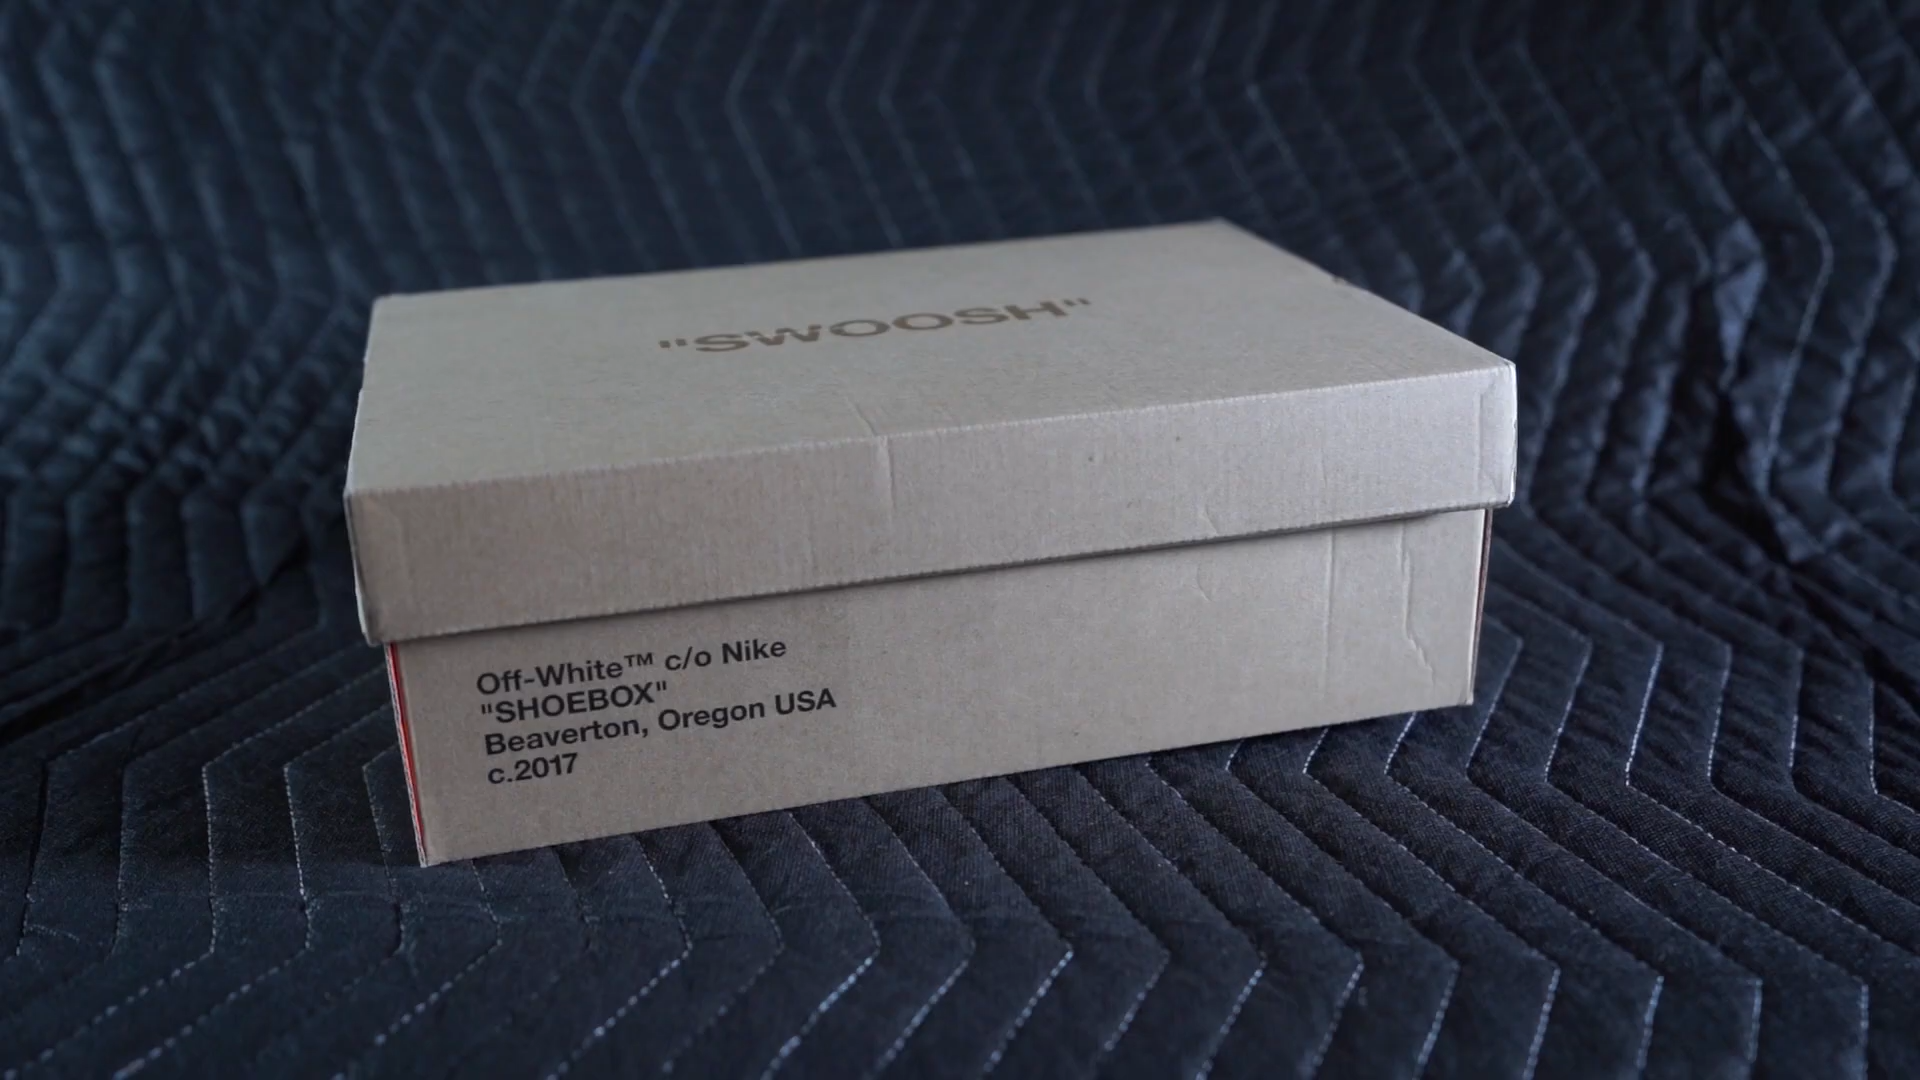 "SWOOSH"
Off-White™ c/o Nike
"SHOEBOX"
Beaverton, Oregon USA
c.2017